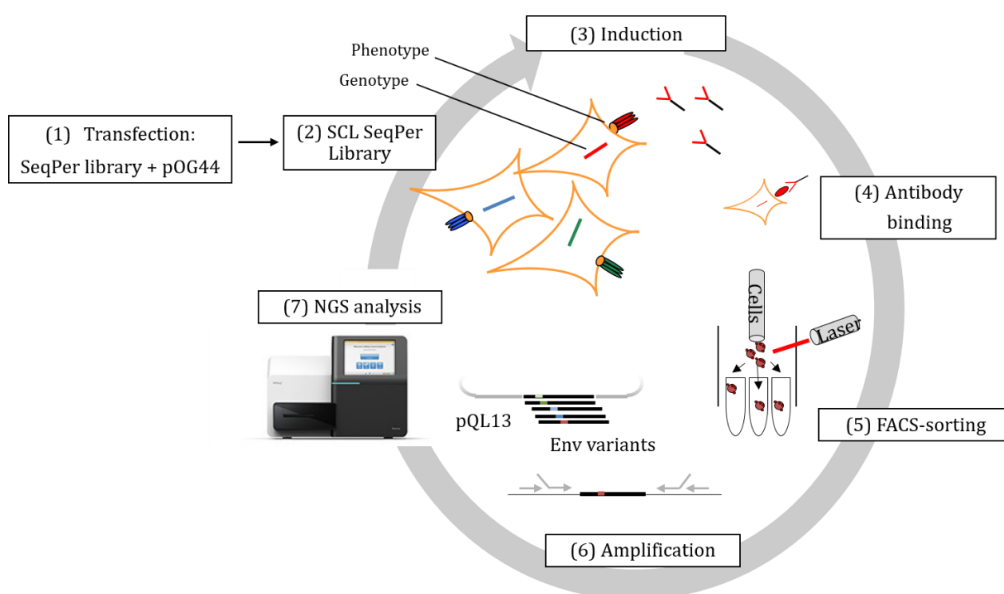 (3) Induction
Phenotype
Genotype
(1) Transfection:
SeqPer library + pOG44
(2) SCL SeqPer
Library
(4) Antibody
binding
(7) NGS analysis
Cells
Laser
pQL13
Env variants
(5) FACS-sorting
(6) Amplification